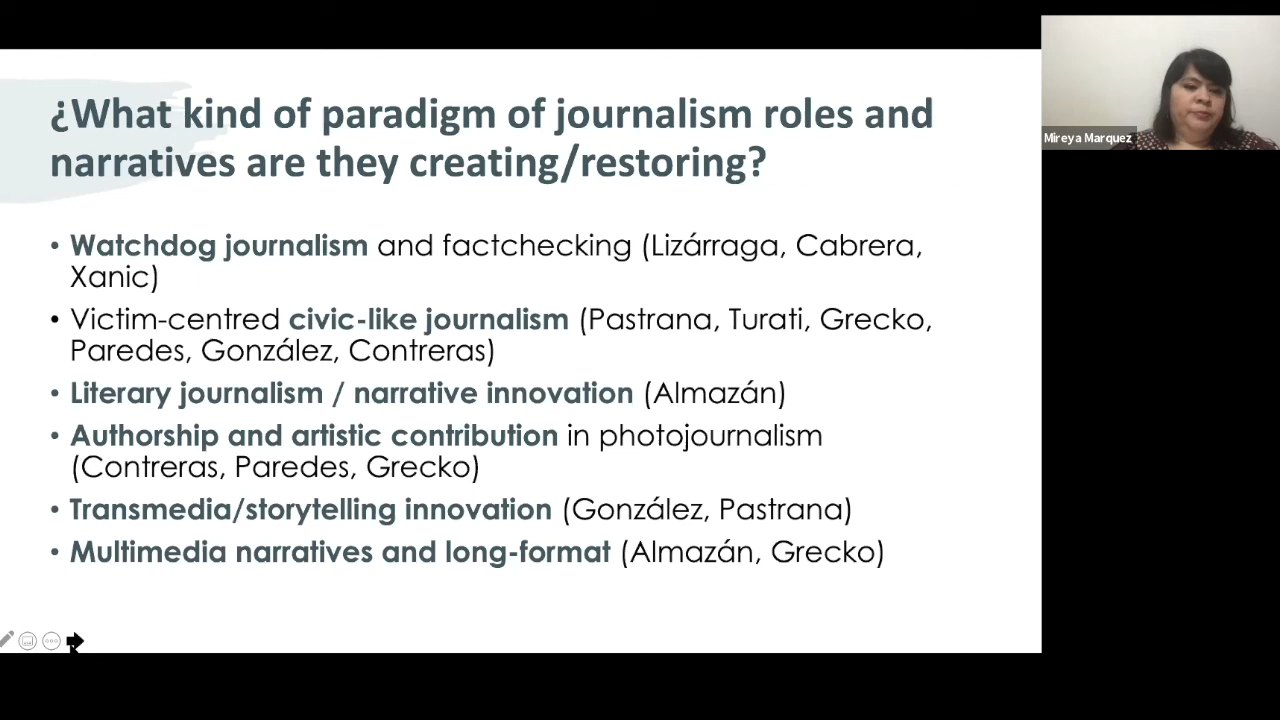 ¿What kind of paradigm of journalism roles and
narratives are they creating/restoring?
• Watchdog journalism and factchecking (Lizárraga, Cabrera,
Xanic)
• Victim-centred civic-like journalism (Pastrana, Turati, Grecko,
Paredes, González, Contreras)
• Literary journalism / narrative innovation (Almazán)
• Authorship and artistic contribution in photojournalism
(Contreras, Paredes, Grecko)
• Transmedia/storytelling innovation (González, Pastrana)
• Multimedia narratives and long-format (Almazán, Grecko)
Mireya Marquez